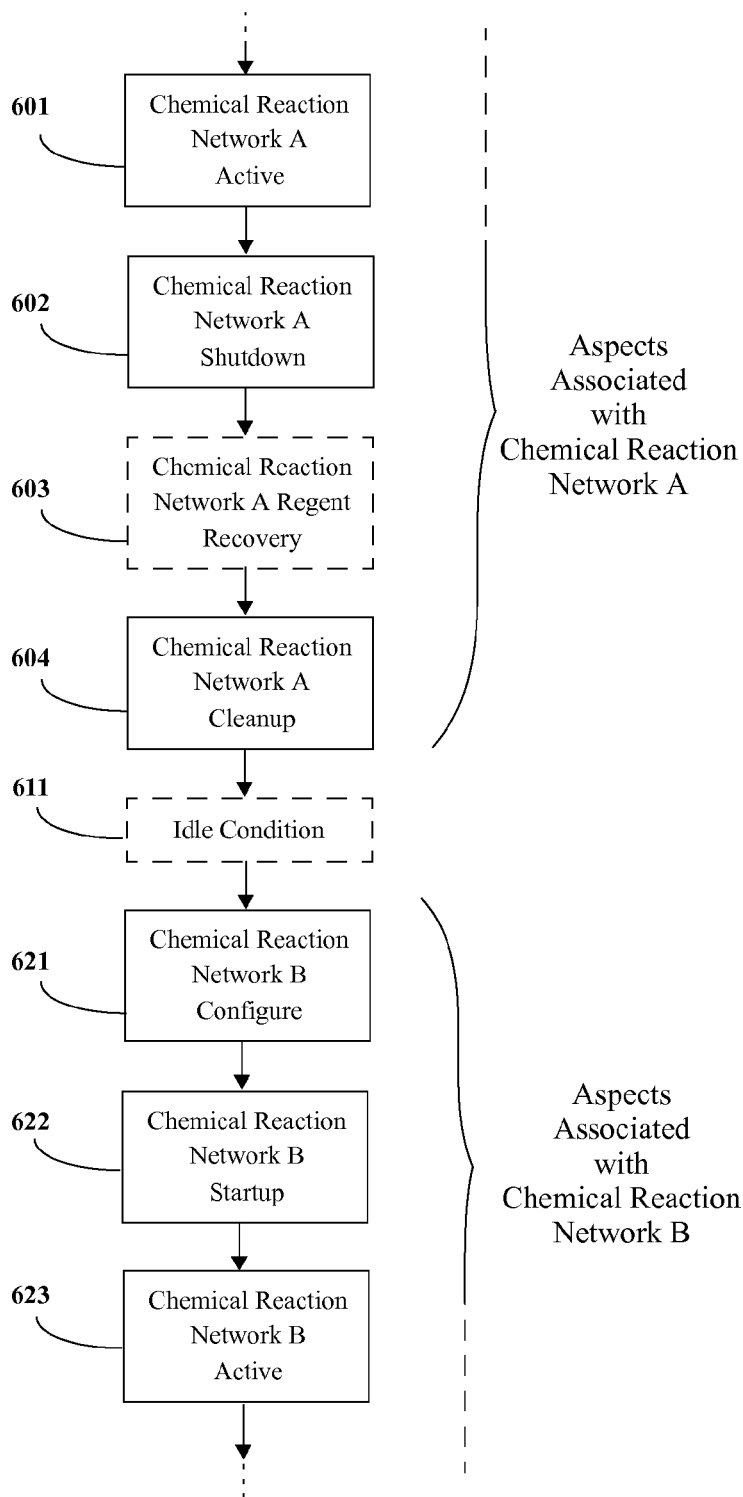 601
Chemical Reaction
Network A
Active
602
Chemical Reaction
Network A
Shutdown
603
Chemical Reaction
Network A Regent
Recovery
604
Chemical Reaction
Network A
Cleanup
Aspects
Associated
with
Chemical Reaction
Network A
611
Idle Condition
621
Chemical Reaction
Network B
Configure
622
Chemical Reaction
Network B
Startup
623
Chemical Reaction
Network B
Active
Aspects
Associated
with
Chemical Reaction
Network B